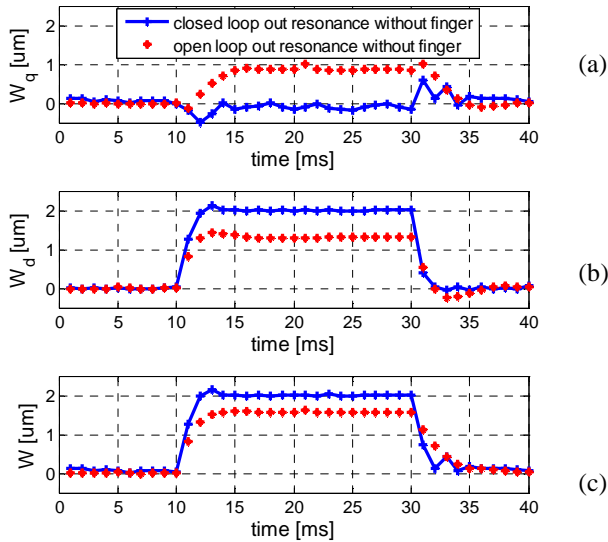 closed loop out resonance without finger
open loop out resonance without finger
W_q [um]
1
0
0 5 10 15 20 25 30 35 40
time [ms]
(a)
W_d [um]
2
1
0
0 5 10 15 20 25 30 35 40
time [ms]
(b)
W [um]
2
1
0
0 5 10 15 20 25 30 35 40
time [ms]
(c)